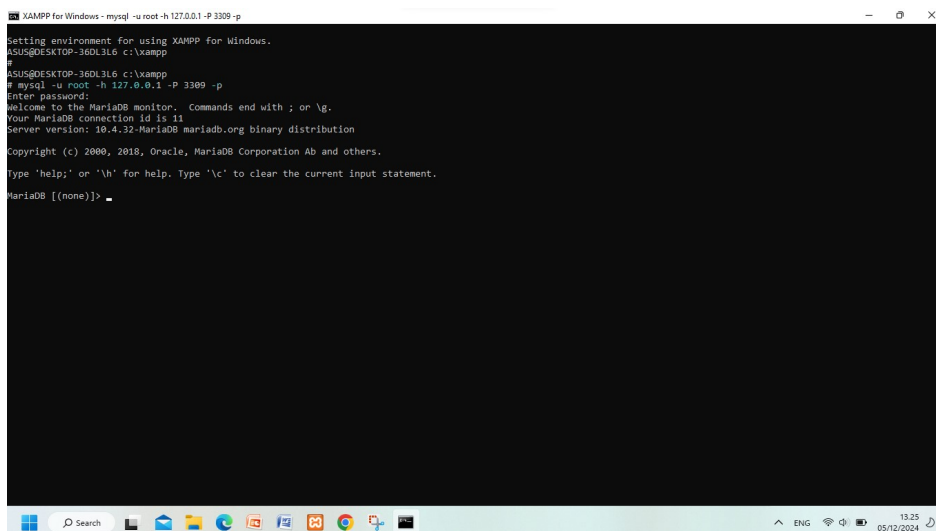 XAMPP for Windows - mysql -u root -h 127.0.0.1 -P 3309 -p
Setting environment for using XAMPP for Windows.
ASUS@DESKTOP-36DL3L6 c:\xampp
#
ASUS@DESKTOP-36DL3L6 c:\xampp
# mysql -u root -h 127.0.0.1 -P 3309 -p
Enter password:
Welcome to the MariaDB monitor.  Commands end with ; or \g.
Your MariaDB connection id is 11
Server version: 10.4.32-MariaDB mariadb.org binary distribution
Copyright (c) 2000, 2018, Oracle, MariaDB Corporation Ab and others.
Type 'help;' or '\h' for help. Type '\c' to clear the current input statement.
MariaDB [(none)]> _
Search
ENG
13.25
05/12/2024